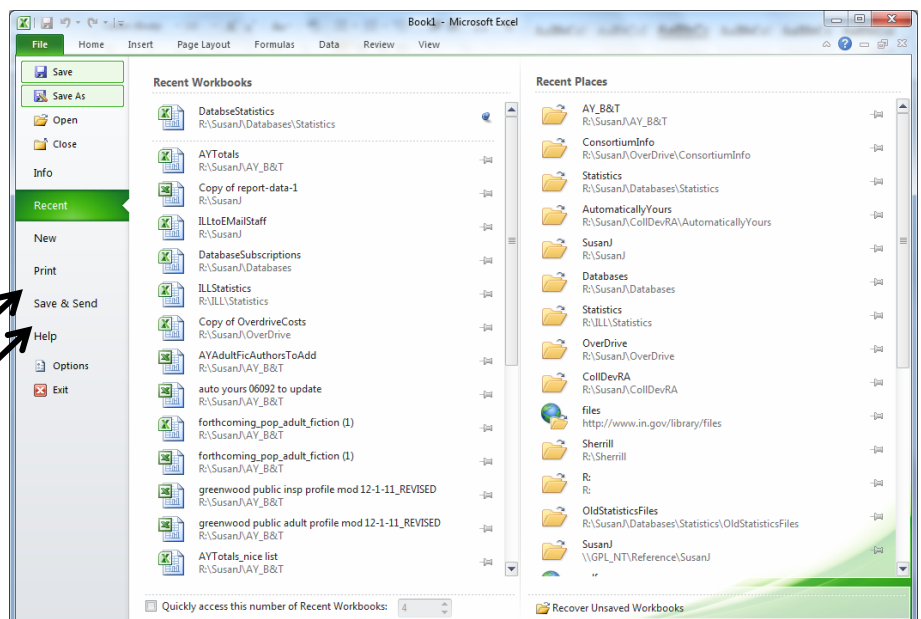 Book1 - Microsoft Excel
File Home Insert Page Layout Formulas Data Review View
Save
Save As
Open
Close
Info
Recent
New
Print
Save & Send
Help
Options
Exit
Recent Workbooks
DatabseStatistics
R:\SusanJ\Databases\Statistics
AYTotals
R:\SusanJ\AY_B&T
Copy of report-data-1
R:\SusanJ
ILLtoEMailStaff
R:\SusanJ
DatabaseSubscriptions
R:\SusanJ\Databases
ILLStatistics
R:\ILL\Statistics
Copy of OverdriveCosts
R:\SusanJ\OverDrive
AYAdultFicAuthorsToAdd
R:\SusanJ\AY_B&T
auto yours 06092 to update
R:\SusanJ\AY_B&T
forthcoming_pop_adult_fiction (1)
R:\SusanJ\AY_B&T
forthcoming_pop_adult_fiction (1)
R:\SusanJ\AY_B&T
greenwood public insp profile mod 12-1-11_REVISED
R:\SusanJ\AY_B&T
greenwood public adult profile mod 12-1-11_REVISED
R:\SusanJ\AY_B&T
AYTotals_nice list
R:\SusanJ\AY_B&T
Quickly access this number of Recent Workbooks: 4
Recent Places
AY_B&T
R:\SusanJ\AY_B&T
ConsortiumInfo
R:\SusanJ\OverDrive\ConsortiumInfo
Statistics
R:\SusanJ\Databases\Statistics
AutomaticallyYours
R:\SusanJ\CollDevRA\AutomaticallyYours
SusanJ
R:\SusanJ
Databases
R:\SusanJ\Databases
Statistics
R:\ILL\Statistics
OverDrive
R:\SusanJ\OverDrive
CollDevRA
R:\SusanJ\CollDevRA
files
http://www.in.gov/library/files
Sherrill
R:\Sherrill
R:
R:
OldStatisticsFiles
R:\SusanJ\Databases\Statistics\OldStatisticsFiles
SusanJ
\\GPL_NT\Reference\SusanJ
Recover Unsaved Workbooks